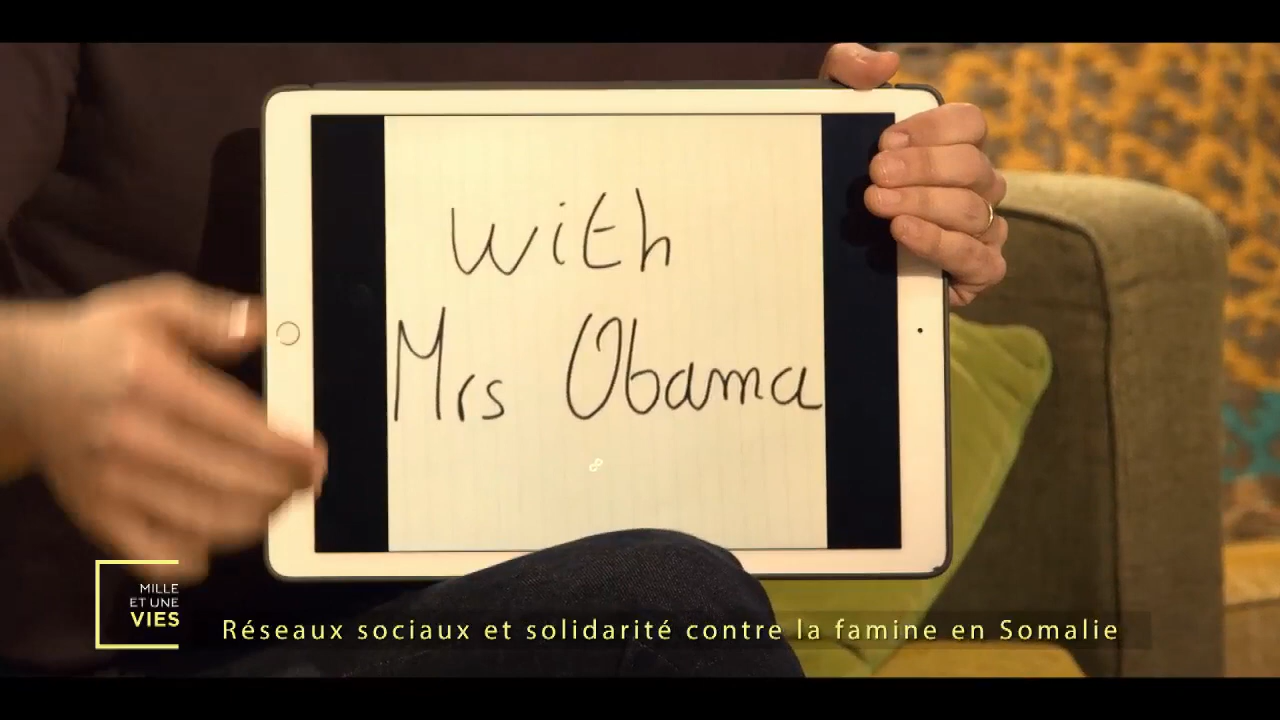 With
Mrs Obama
MILLE
ET UNE
VIES
Réseaux sociaux et solidarité contre la famine en Somalie